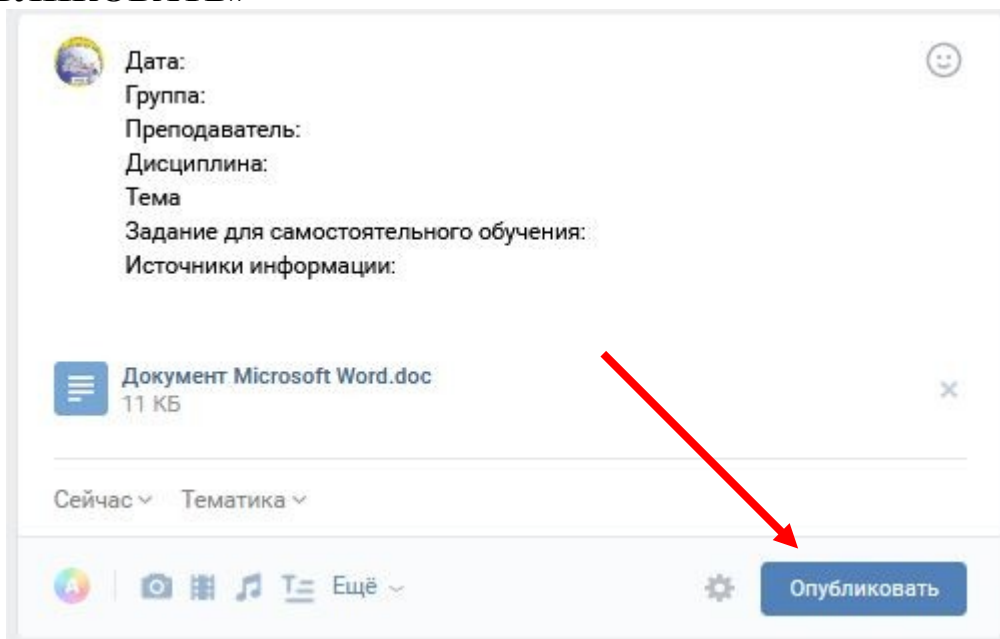 Дата:
Группа:
Преподаватель:
Дисциплина:
Тема
Задание для самостоятельного обучения:
Источники информации:
Документ Microsoft Word.doc
11 КБ
Сейчас Тематика
Ещё Опубликовать